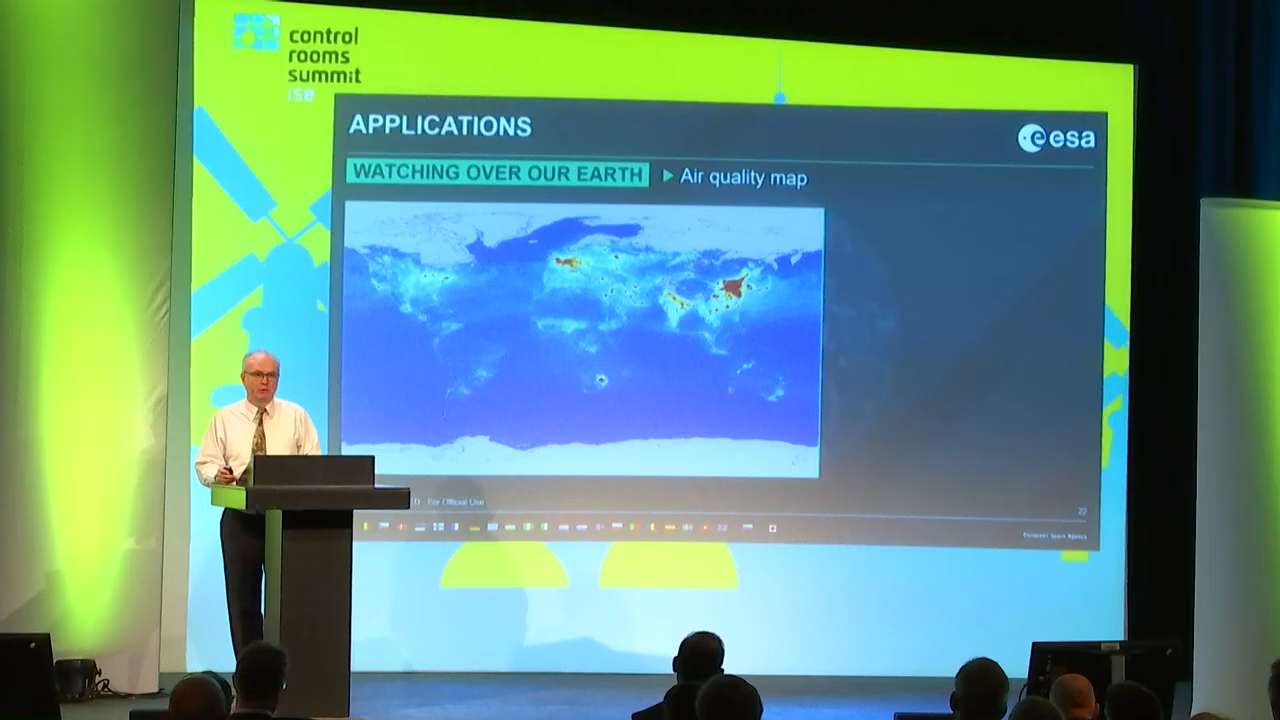 control
rooms
summit
ise
APPLICATIONS
esa
WATCHING OVER OUR EARTH
Air quality map
D - For Official Use
22
European Space Agency